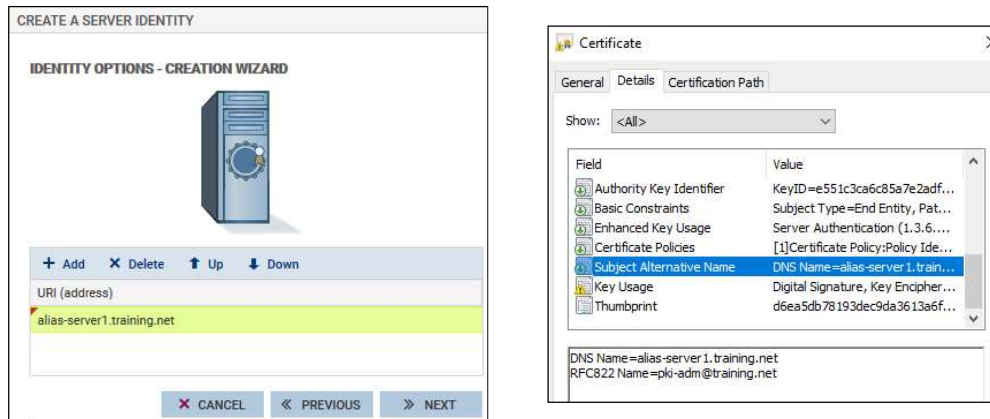 CREATE A SERVER IDENTITY
IDENTITY OPTIONS - CREATION WIZARD
+ Add × Delete ↑ Up ↓ Down
URI (address)
alias-server1.training.net
× CANCEL « PREVIOUS » NEXT
Certificate
General Details Certification Path
Show: <All>
Field Value
Authority Key Identifier KeyID=e551c3ca6c85a7e2adf...
Basic Constraints Subject Type=End Entity, Pat...
Enhanced Key Usage Server Authentication (1.3.6....
Certificate Policies [1]Certificate Policy:Policy Ide...
Subject Alternative Name DNS Name=alias-server1.train...
Key Usage Digital Signature, Key Encipher...
Thumbprint d6ea5db78193dec9da3613a6f...
DNS Name=alias-server1.training.net
RFC822 Name=pki-adm@training.net